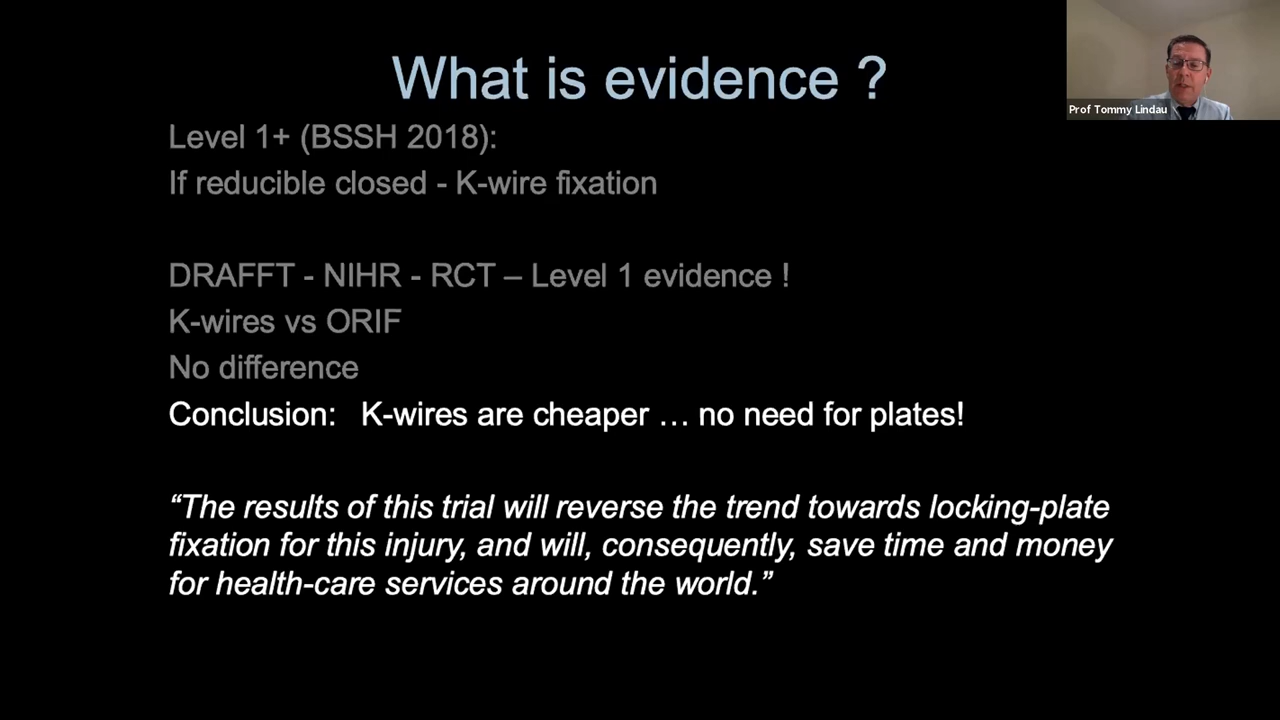 What is evidence ?
Prof Tommy Lindau
Level 1+ (BSSH 2018):
If reducible closed - K-wire fixation
DRAFFT - NIHR - RCT – Level 1 evidence !
K-wires vs ORIF
No difference
Conclusion:   K-wires are cheaper … no need for plates!
“The results of this trial will reverse the trend towards locking-plate
fixation for this injury, and will, consequently, save time and money
for health-care services around the world.”